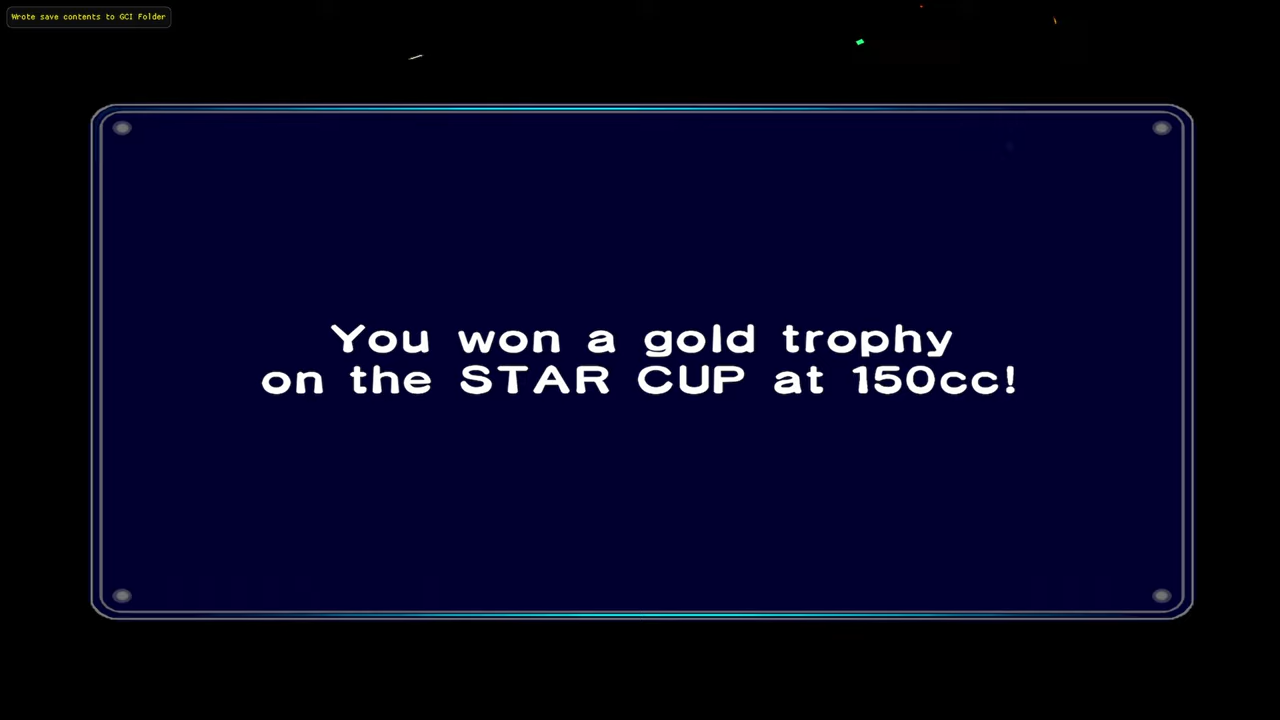 Wrote save contents to GCI Folder
You won a gold trophy
on the STAR CUP at 150cc!